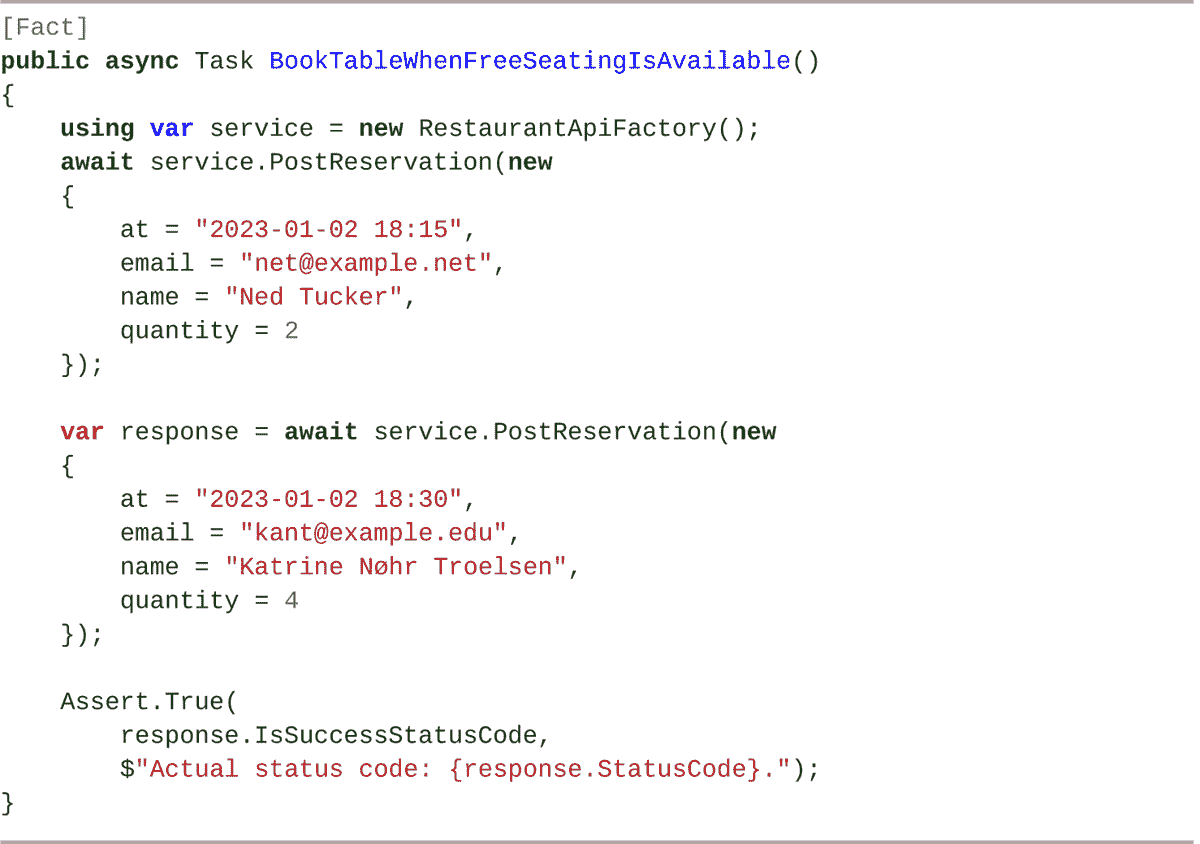 [Fact]
public async Task BookTableWhenFreeSeatingIsAvailable()
{
    using var service = new RestaurantApiFactory();
    await service.PostReservation(new
    {
        at = "2023-01-02 18:15",
        email = "net@example.net",
        name = "Ned Tucker",
        quantity = 2
    });

    var response = await service.PostReservation(new
    {
        at = "2023-01-02 18:30",
        email = "kant@example.edu",
        name = "Katrine Nøhr Troelsen",
        quantity = 4
    });

    Assert.True(
        response.IsSuccessStatusCode,
        $"Actual status code: {response.StatusCode}.");
}